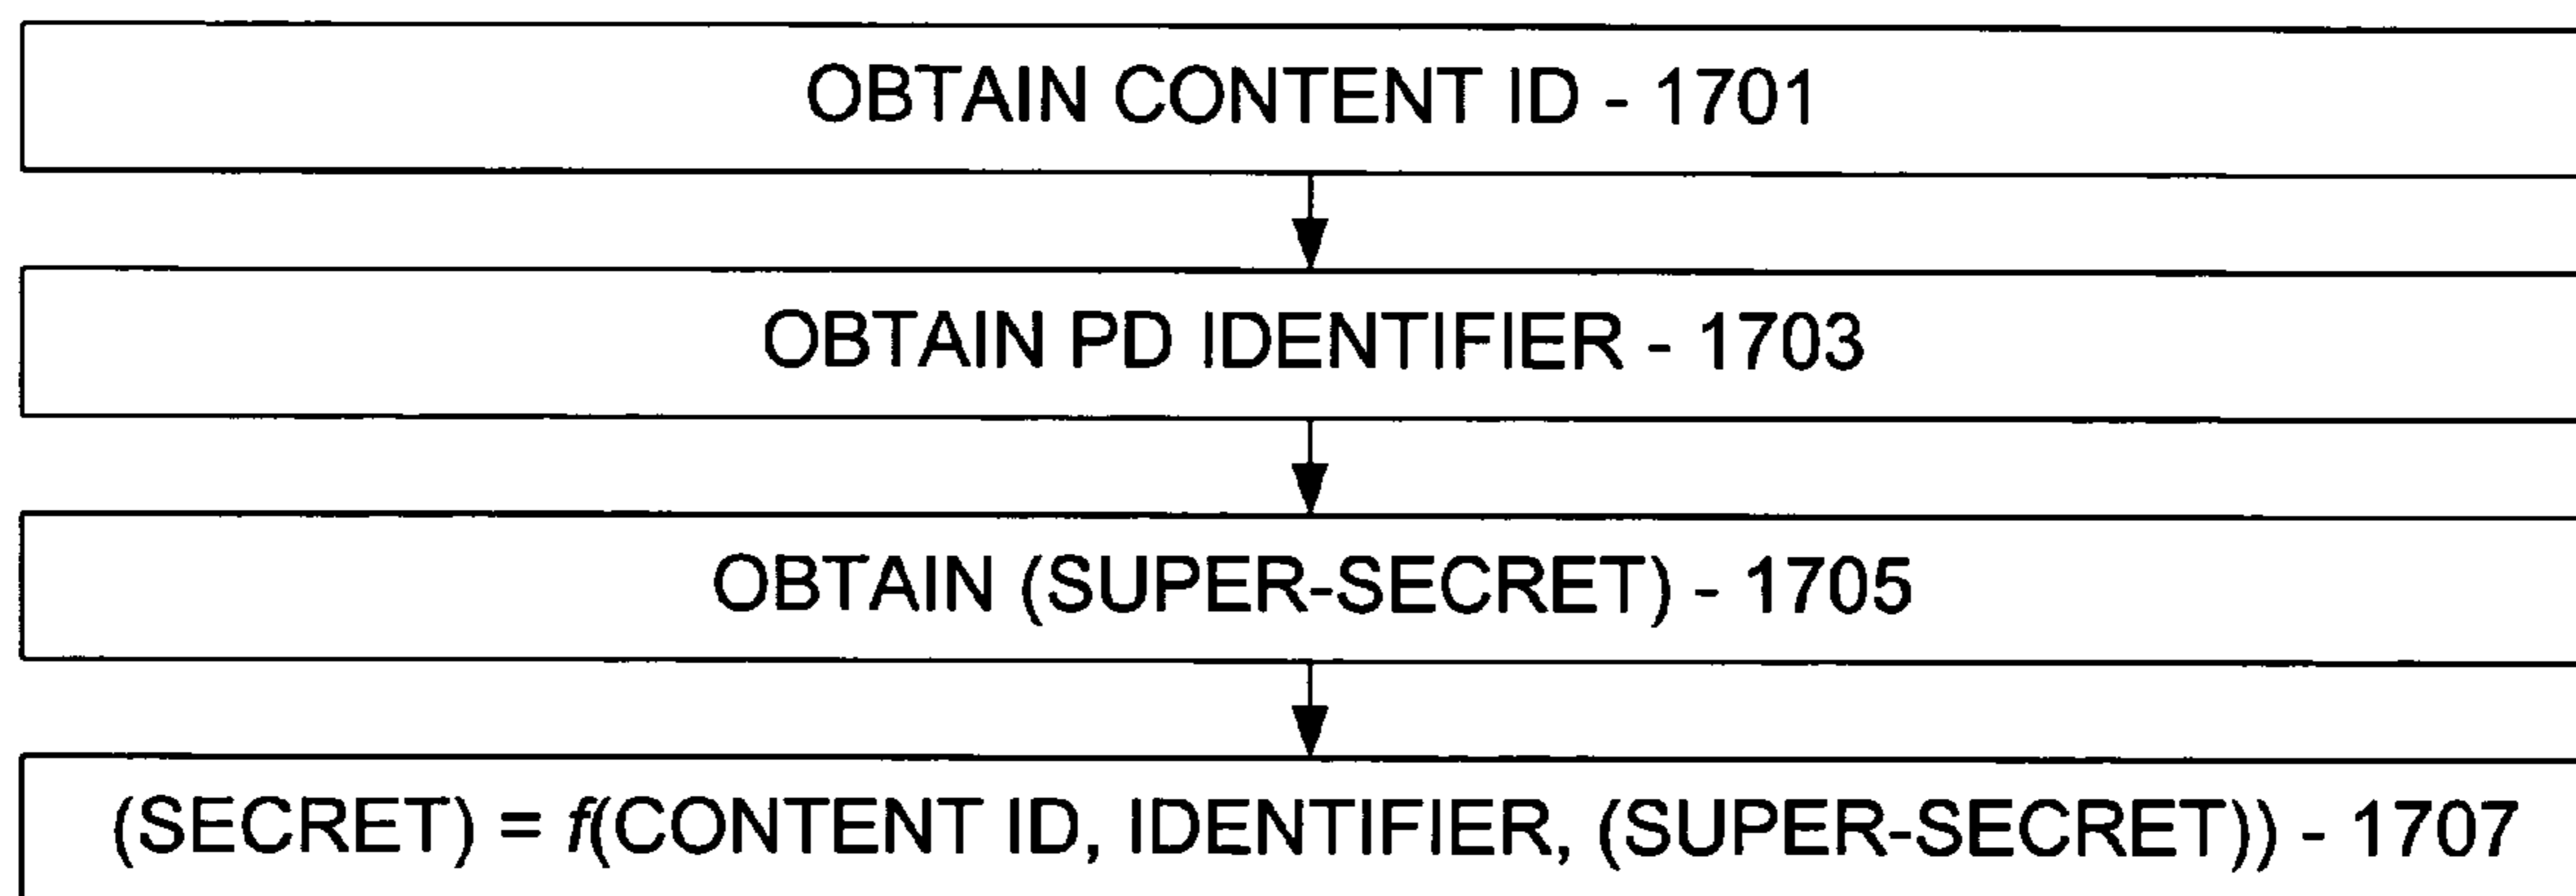 OBTAIN CONTENT ID - 1701
OBTAIN PD IDENTIFIER - 1703
OBTAIN (SUPER-SECRET) - 1705
(SECRET) = f(CONTENT ID, IDENTIFIER, (SUPER-SECRET)) - 1707